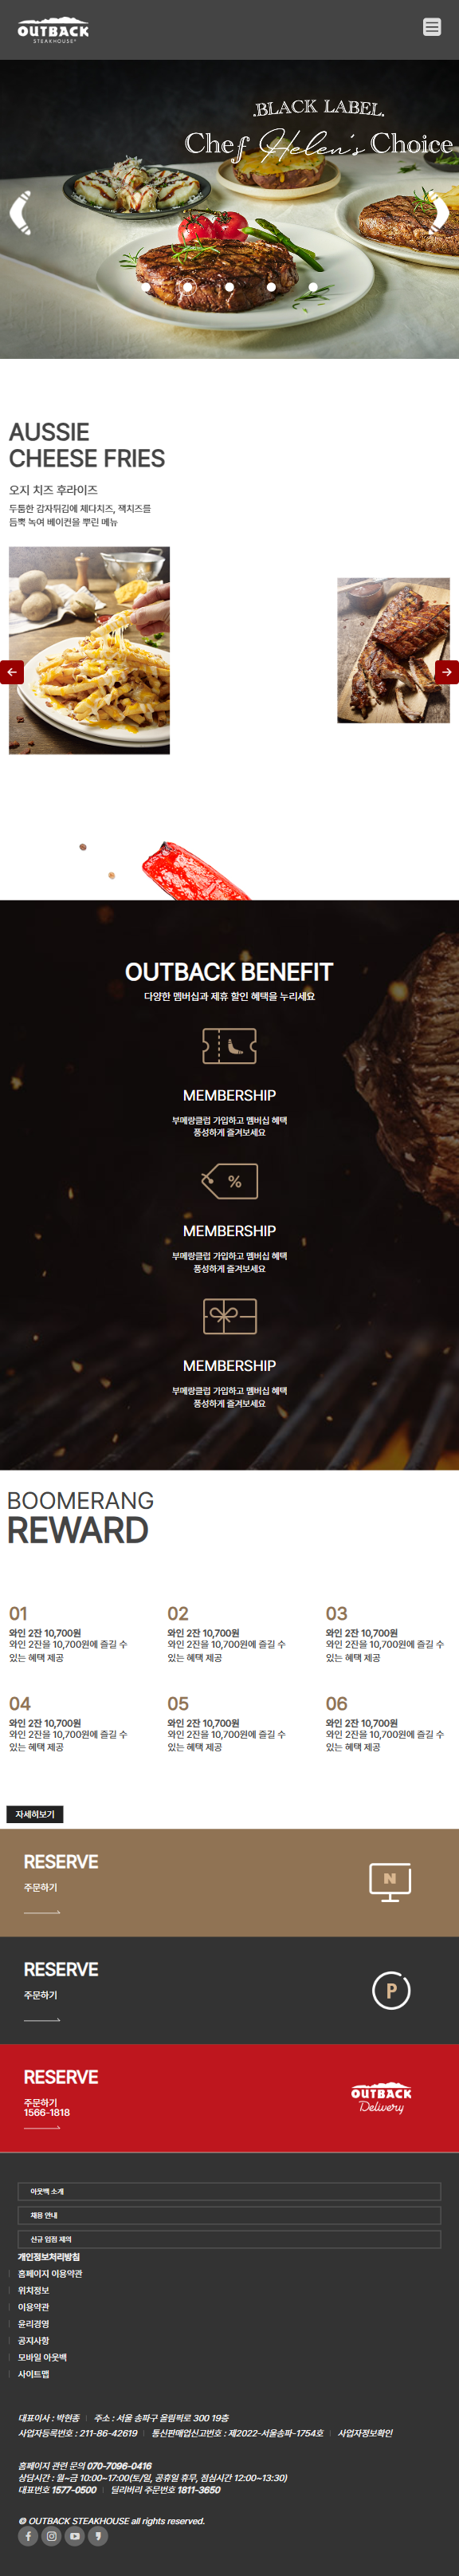 OUTBACK
STEAKHOUSE®
BLACK LABEL
Chef Helen's Choice
AUSSIE
CHEESE FRIES
오지 치즈 후라이즈
두툼한 감자튀김에 체다치즈, 잭치즈를
듬뿍 녹여 베이컨을 뿌린 메뉴
OUTBACK BENEFIT
다양한 멤버십과 제휴 할인 혜택을 누리세요
MEMBERSHIP
부메랑클럽 가입하고 멤버십 혜택
풍성하게 즐겨보세요
%
MEMBERSHIP
부메랑클럽 가입하고 멤버십 혜택
풍성하게 즐겨보세요
MEMBERSHIP
부메랑클럽 가입하고 멤버십 혜택
풍성하게 즐겨보세요
BOOMERANG
REWARD
01 02 03
와인 2잔 10,700원 와인 2잔 10,700원 와인 2잔 10,700원
와인 2진을 10,700원에 즐길 수 와인 2진을 10,700원에 즐길 수 와인 2진을 10,700원에 즐길 수
있는 혜택 제공 있는 혜택 제공 있는 혜택 제공
04 05 06
와인 2잔 10,700원 와인 2잔 10,700원 와인 2잔 10,700원
와인 2진을 10,700원에 즐길 수 와인 2진을 10,700원에 즐길 수 와인 2진을 10,700원에 즐길 수
있는 혜택 제공 있는 혜택 제공 있는 혜택 제공
자세히보기
RESERVE
주문하기
N
RESERVE
주문하기
P
RESERVE
주문하기
1566-1818
OUTBACK
Delivery
아웃백 소개
채용 안내
신규 입점 제의
개인정보처리방침
홈페이지 이용약관
위치정보
이용약관
윤리경영
공지사항
모바일 아웃백
사이트맵
대표이사 : 박현종 | 주소 : 서울 송파구 올림픽로 300 19층
사업자등록번호 : 211-86-42619 | 통신판매업신고번호 : 제2022-서울송파-1754호 | 사업자정보확인
홈페이지 관련 문의 070-7096-0416
상담시간 : 월~금 10:00~17:00(토/일, 공휴일 휴무, 점심시간 12:00~13:30)
대표번호 1577-0500 | 딜리버리 주문번호 1811-3650
© OUTBACK STEAKHOUSE all rights reserved.